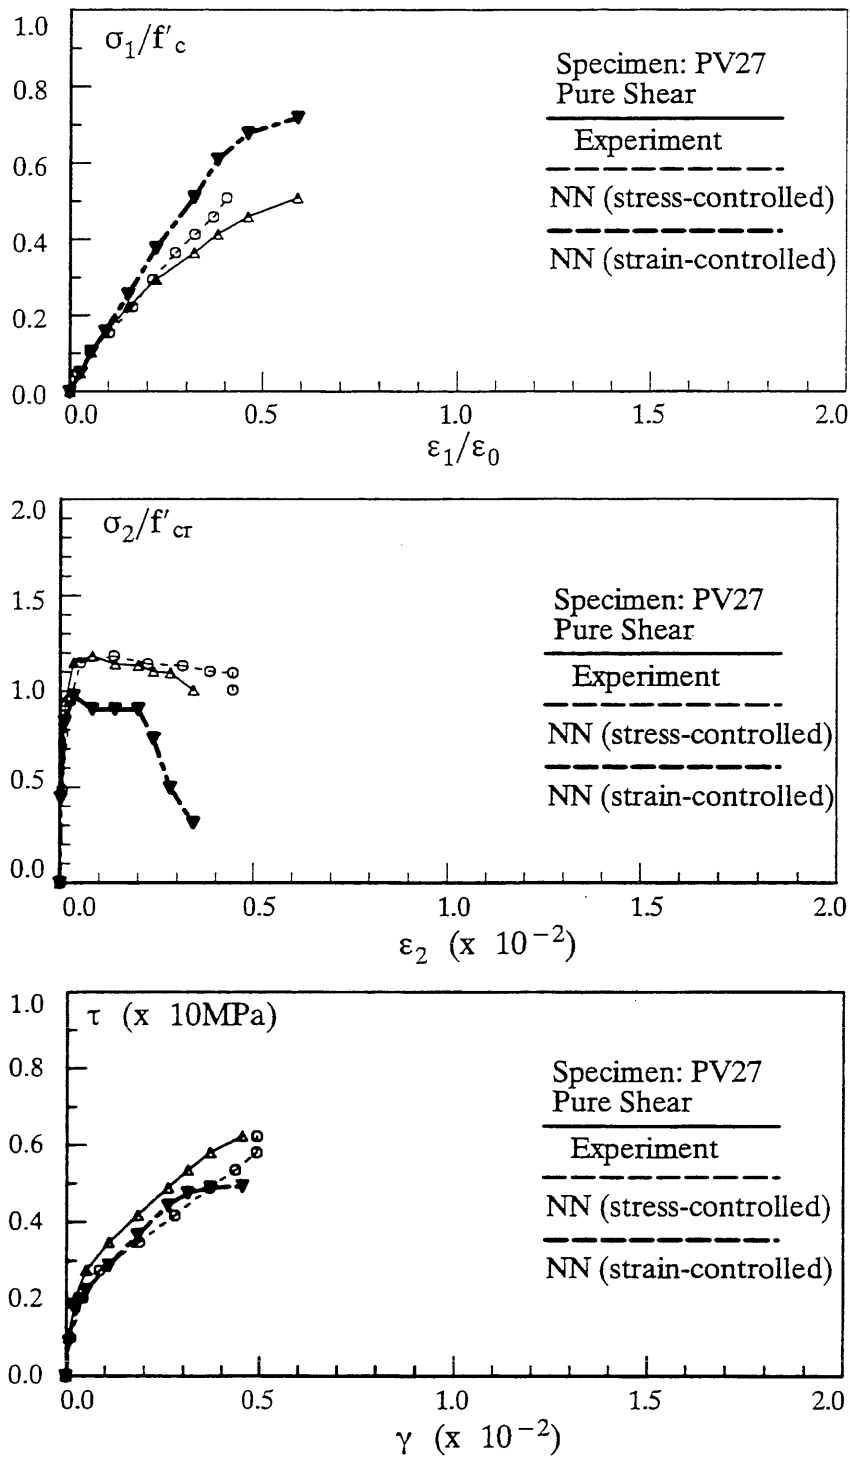 1.0
σ1/f'c
0.8
0.6
0.4
0.2
0.0
Specimen: PV27
Pure Shear
Experiment
NN (stress-controlled)
NN (strain-controlled)
0.0 0.5 1.0 1.5 2.0
ε1/ε0
2.0
σ2/f'cr
1.5
1.0
0.5
0.0
Specimen: PV27
Pure Shear
Experiment
NN (stress-controlled)
NN (strain-controlled)
0.0 0.5 1.0 1.5 2.0
ε2 (x 10−2)
1.0
τ (x 10MPa)
0.8
0.6
0.4
0.2
0.0
Specimen: PV27
Pure Shear
Experiment
NN (stress-controlled)
NN (strain-controlled)
0.0 0.5 1.0 1.5 2.0
γ (x 10−2)